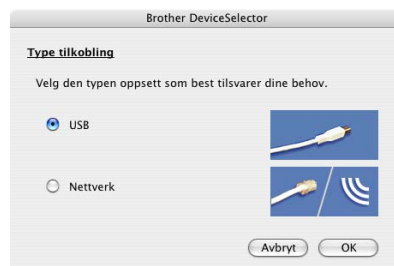 Brother DeviceSelector
Type tilkobling
Velg den typen oppsett som best tilsvarer dine behov.
USB
Nettverk
Avbryt
OK